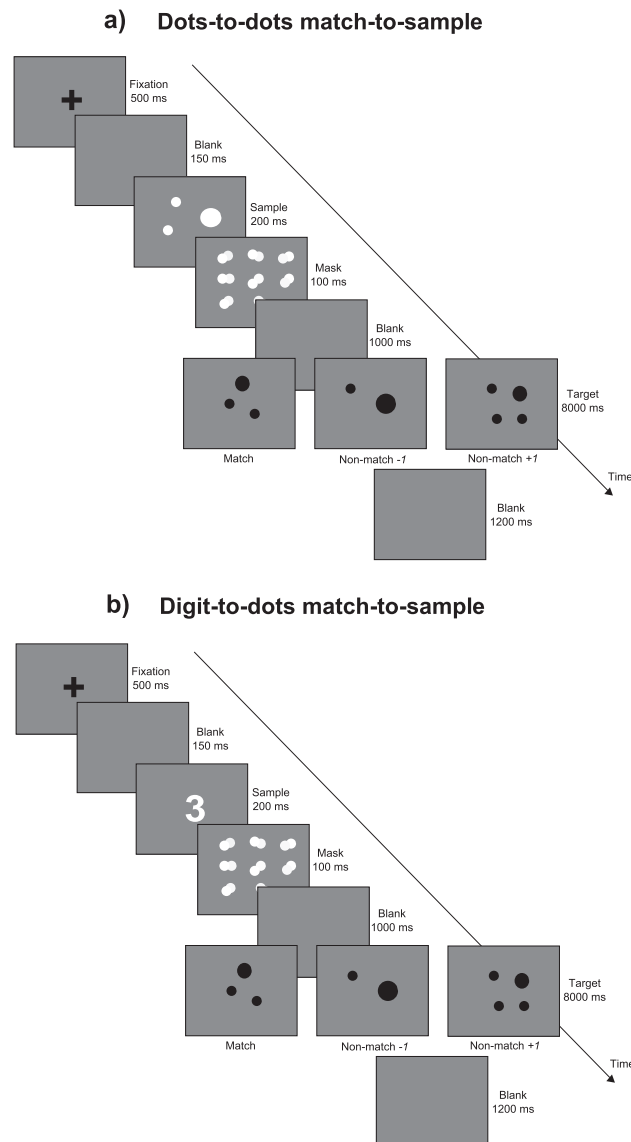 a) Dots-to-dots match-to-sample
Fixation
500 ms
Blank
150 ms
Sample
200 ms
Mask
100 ms
Blank
1000 ms
Target
8000 ms
Match
Non-match -1
Non-match +1
Time
Blank
1200 ms
b) Digit-to-dots match-to-sample
Fixation
500 ms
Blank
150 ms
3
Sample
200 ms
Mask
100 ms
Blank
1000 ms
Target
8000 ms
Match
Non-match -1
Non-match +1
Time
Blank
1200 ms